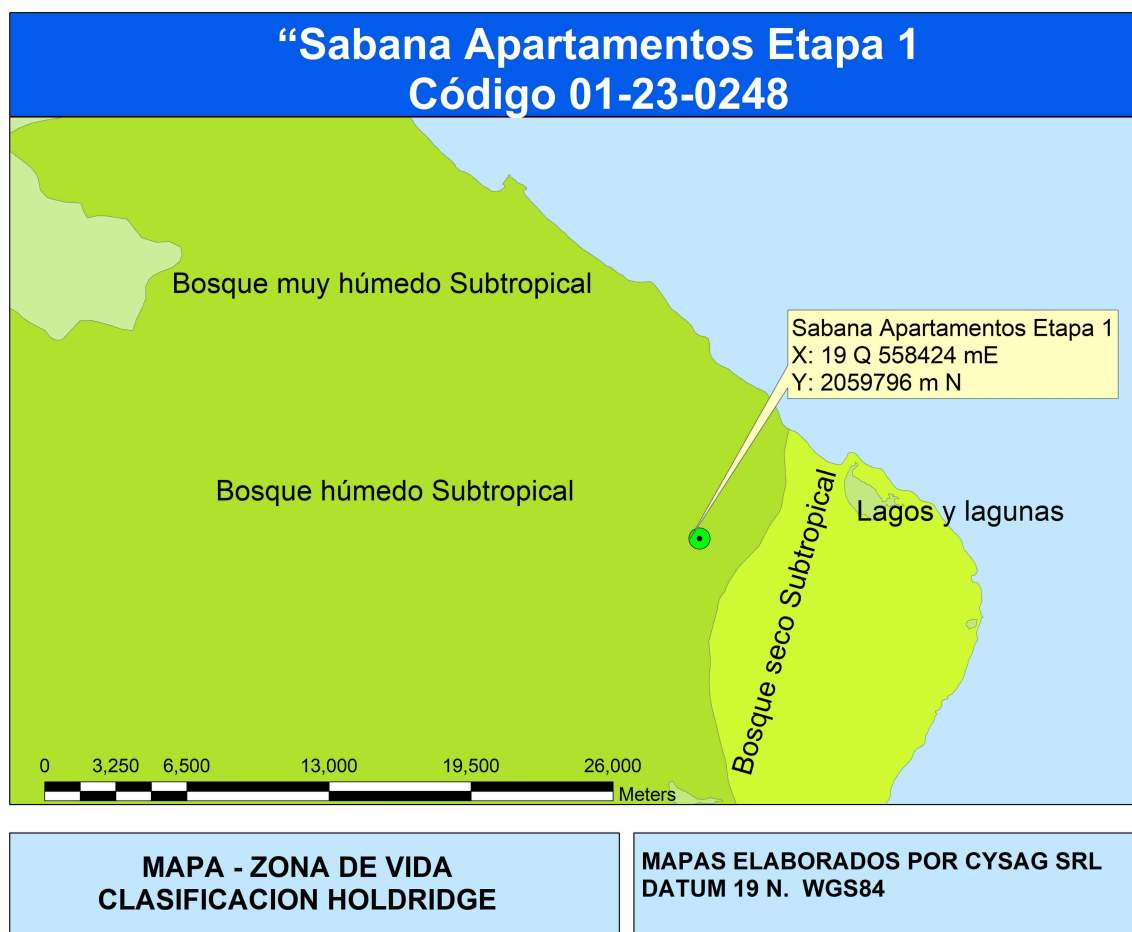 “Sabana Apartamentos Etapa 1
Código 01-23-0248
Bosque muy húmedo Subtropical
Sabana Apartamentos Etapa 1
X: 19 Q 558424 mE
Y: 2059796 m N
Bosque húmedo Subtropical
Bosque seco Subtropical
Lagos y lagunas
0 3,250 6,500 13,000 19,500 26,000
Meters
MAPA - ZONA DE VIDA
CLASIFICACION HOLDRIDGE
MAPAS ELABORADOS POR CYSAG SRL
DATUM 19 N. WGS84